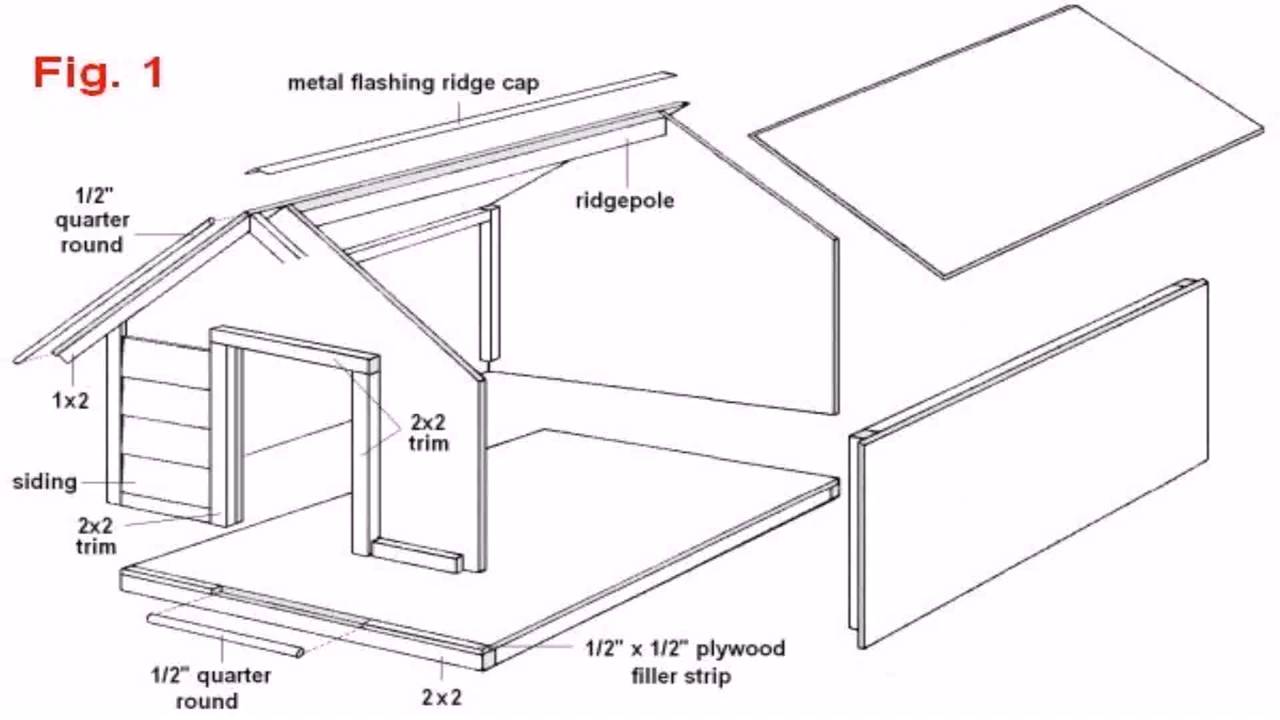 Fig. 1
metal flashing ridge cap
1/2"
quarter
round
ridgepole
1x2
2x2
trim
siding
2x2
trim
1/2" x 1/2" plywood
filler strip
1/2" quarter
round
2x2